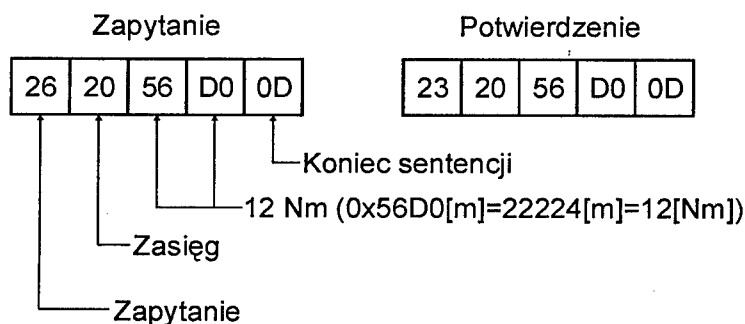 Zapytanie Potwierdzenie
26 20 56 D0 0D 23 20 56 D0 0D
Koniec sentencji
12 Nm (0x56D0[m]=22224[m]=12[Nm])
Zasięg
Zapytanie